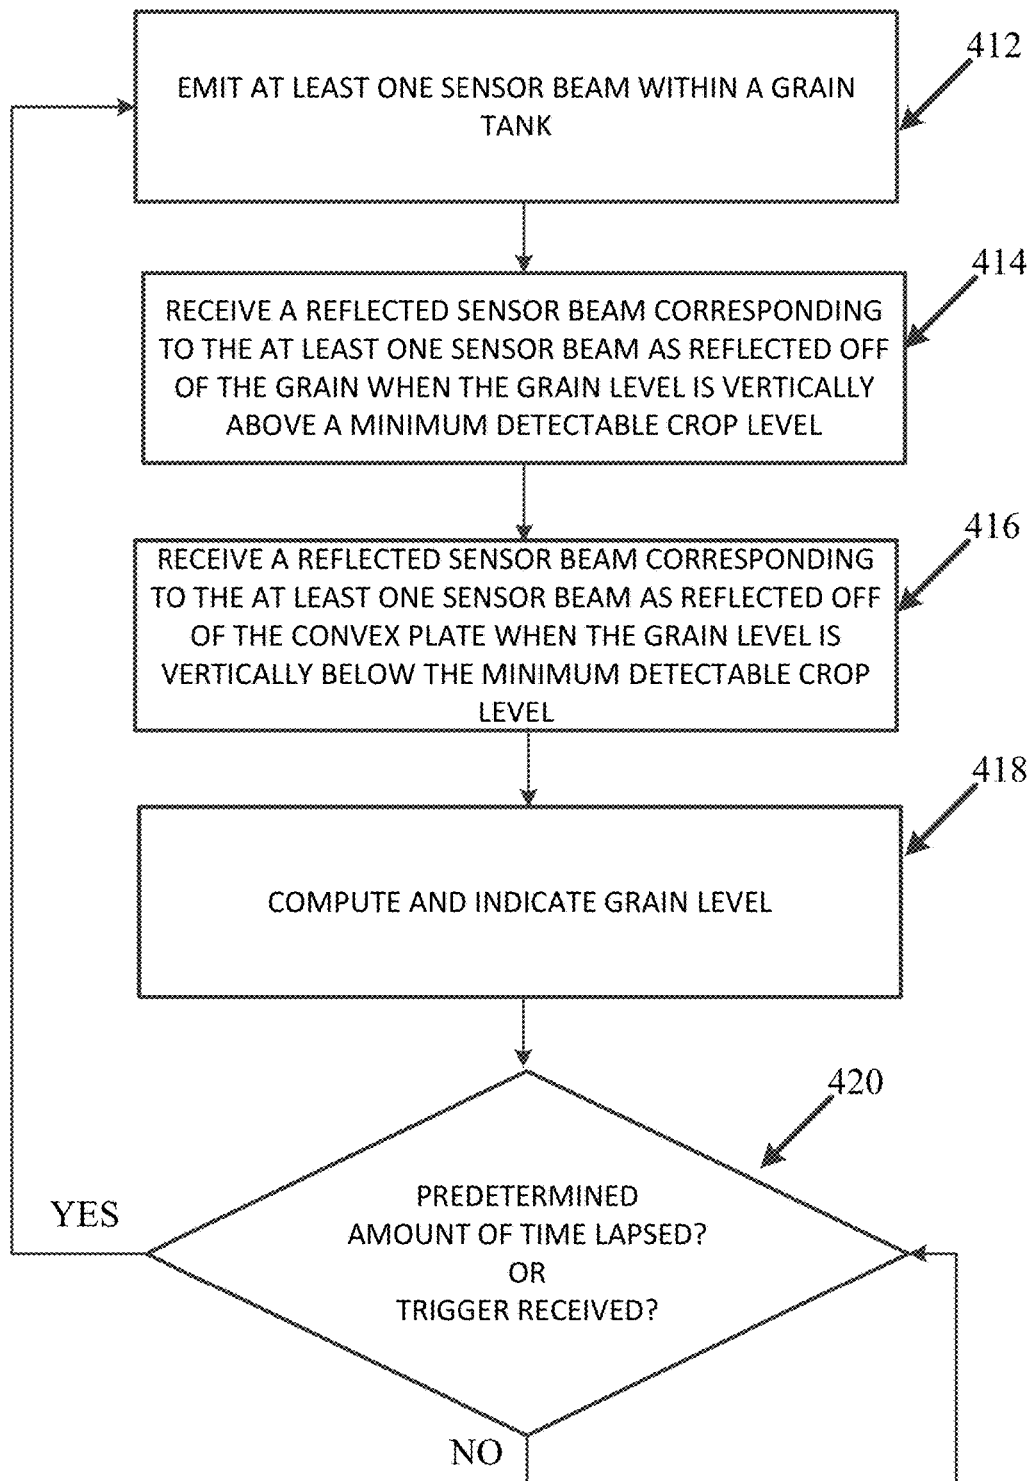 412
EMIT AT LEAST ONE SENSOR BEAM WITHIN A GRAIN
TANK
414
RECEIVE A REFLECTED SENSOR BEAM CORRESPONDING
TO THE AT LEAST ONE SENSOR BEAM AS REFLECTED OFF
OF THE GRAIN WHEN THE GRAIN LEVEL IS VERTICALLY
ABOVE A MINIMUM DETECTABLE CROP LEVEL
416
RECEIVE A REFLECTED SENSOR BEAM CORRESPONDING
TO THE AT LEAST ONE SENSOR BEAM AS REFLECTED OFF
OF THE CONVEX PLATE WHEN THE GRAIN LEVEL IS
VERTICALLY BELOW THE MINIMUM DETECTABLE CROP
LEVEL
418
COMPUTE AND INDICATE GRAIN LEVEL
420
PREDETERMINED
AMOUNT OF TIME LAPSED?
OR
TRIGGER RECEIVED?
YES
NO